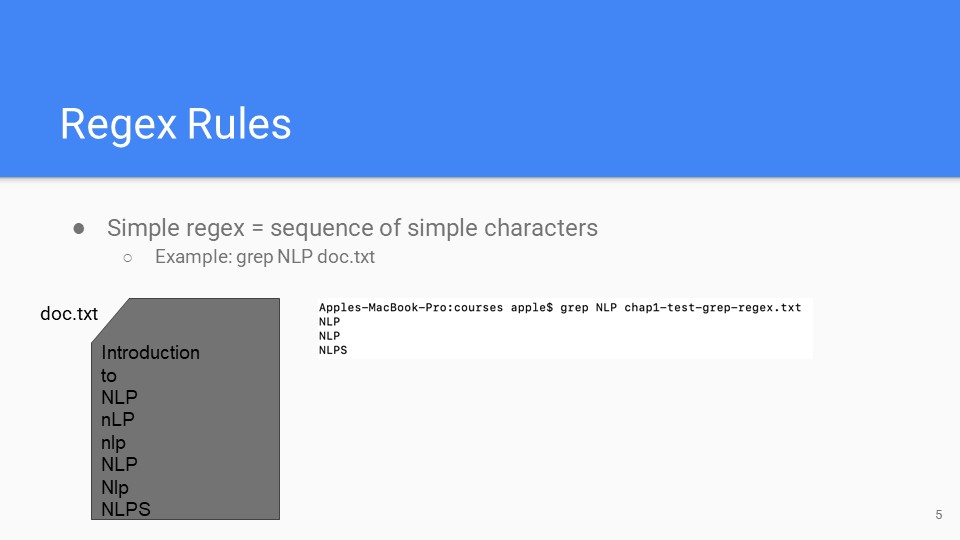 Regex Rules
● Simple regex = sequence of simple characters
○ Example: grep NLP doc.txt
doc.txt
Introduction
to
NLP
nLP
nlp
NLP
Nlp
NLPS
Apples-MacBook-Pro:courses apple$ grep NLP chap1-test-grep-regex.txt
NLP
NLP
NLPS
5